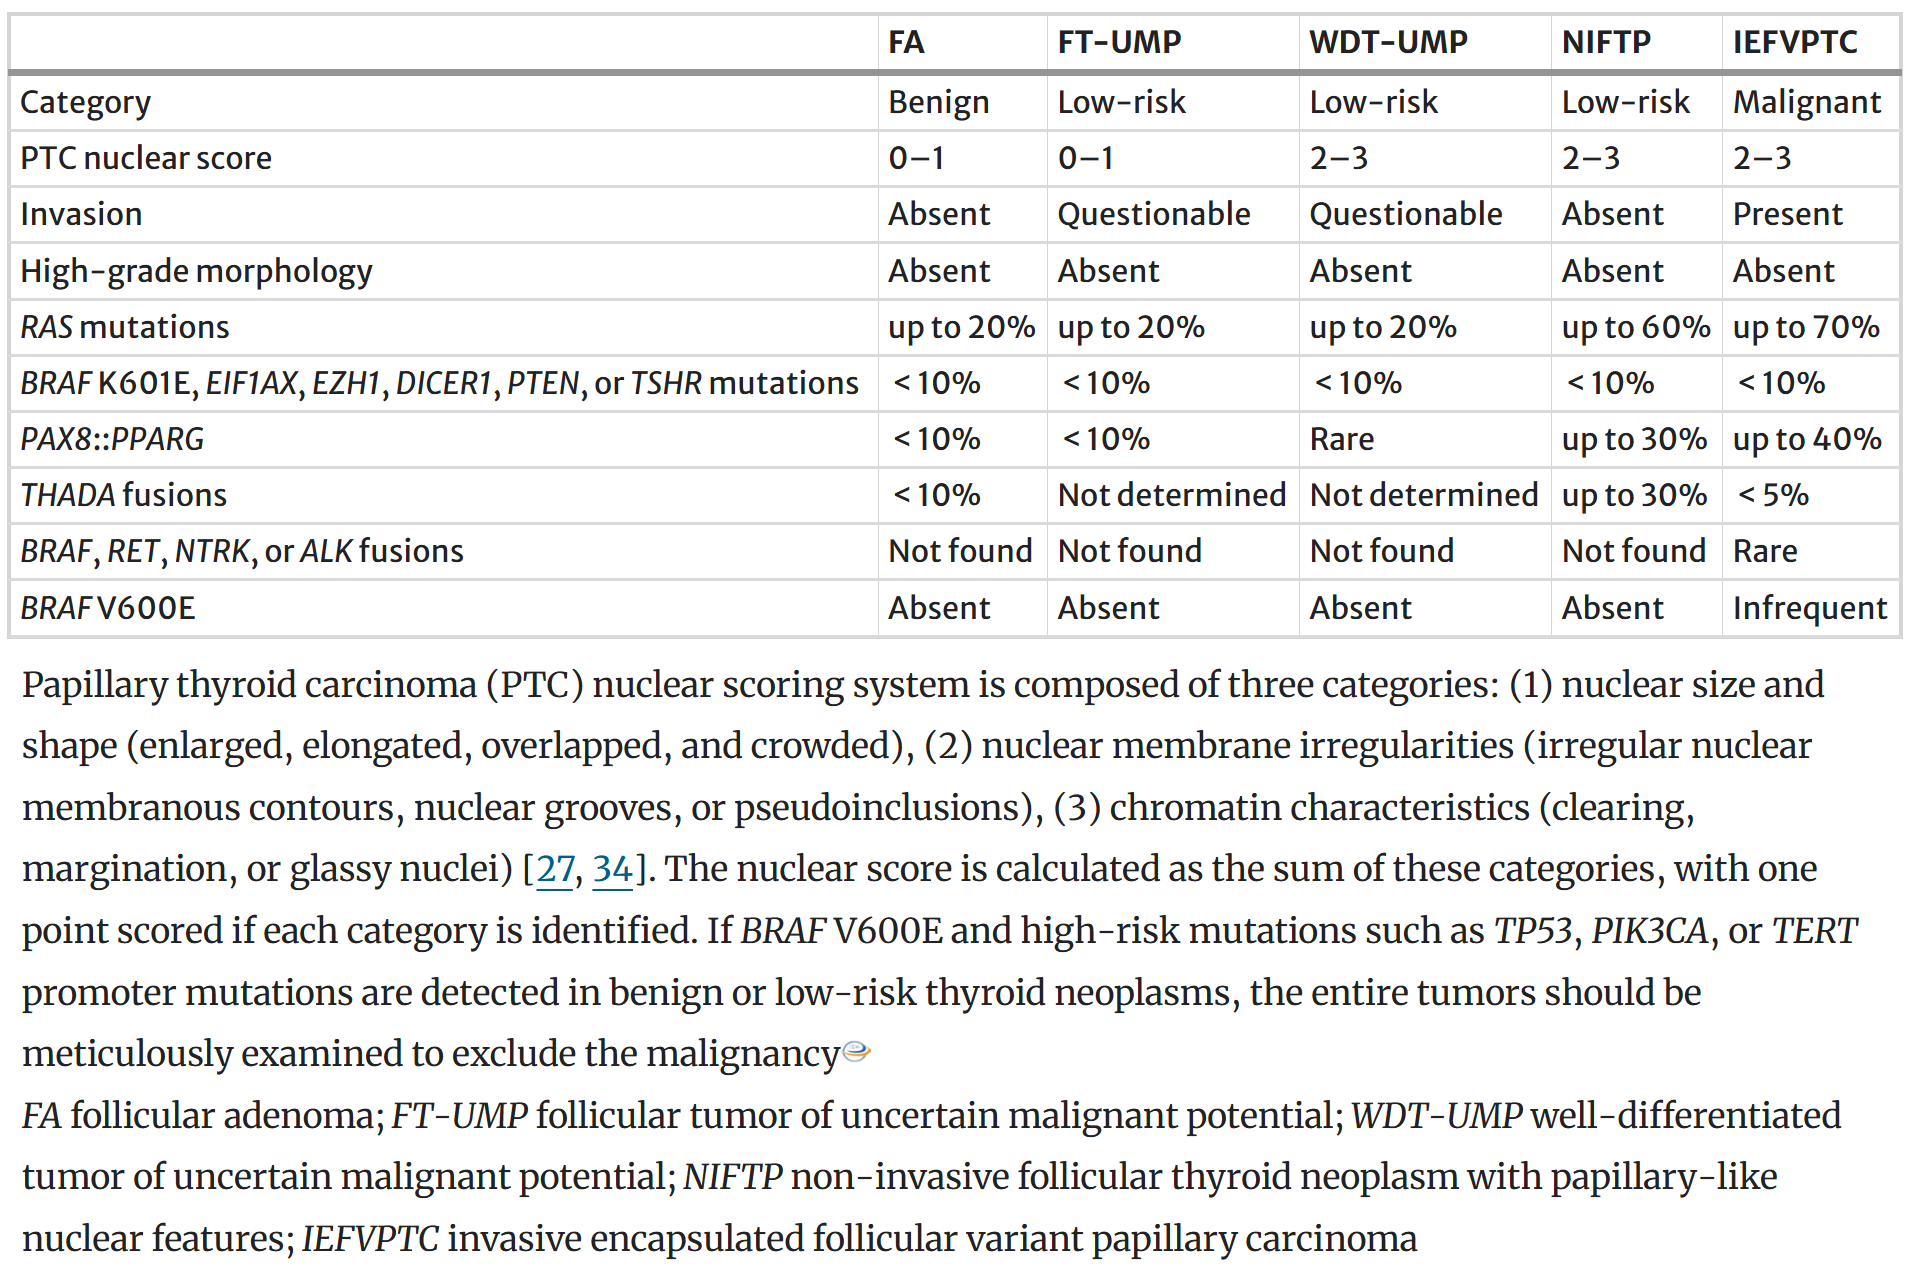 FA FT-UMP WDT-UMP NIFTP IEFVPTC
Category Benign Low-risk Low-risk Low-risk Malignant
PTC nuclear score 0–1 0–1 2–3 2–3 2–3
Invasion Absent Questionable Questionable Absent Present
High-grade morphology Absent Absent Absent Absent Absent
RAS mutations up to 20% up to 20% up to 20% up to 60% up to 70%
BRAF K601E, EIF1AX, EZH1, DICER1, PTEN, or TSHR mutations < 10% < 10% < 10% < 10% < 10%
PAX8::PPARG < 10% < 10% Rare up to 30% up to 40%
THADA fusions < 10% Not determined Not determined up to 30% < 5%
BRAF, RET, NTRK, or ALK fusions Not found Not found Not found Not found Rare
BRAF V600E Absent Absent Absent Absent Infrequent
Papillary thyroid carcinoma (PTC) nuclear scoring system is composed of three categories: (1) nuclear size and
shape (enlarged, elongated, overlapped, and crowded), (2) nuclear membrane irregularities (irregular nuclear
membranous contours, nuclear grooves, or pseudoinclusions), (3) chromatin characteristics (clearing,
margination, or glassy nuclei) [27, 34]. The nuclear score is calculated as the sum of these categories, with one
point scored if each category is identified. If BRAF V600E and high-risk mutations such as TP53, PIK3CA, or TERT
promoter mutations are detected in benign or low-risk thyroid neoplasms, the entire tumors should be
meticulously examined to exclude the malignancy
FA follicular adenoma; FT-UMP follicular tumor of uncertain malignant potential; WDT-UMP well-differentiated
tumor of uncertain malignant potential; NIFTP non-invasive follicular thyroid neoplasm with papillary-like
nuclear features; IEFVPTC invasive encapsulated follicular variant papillary carcinoma